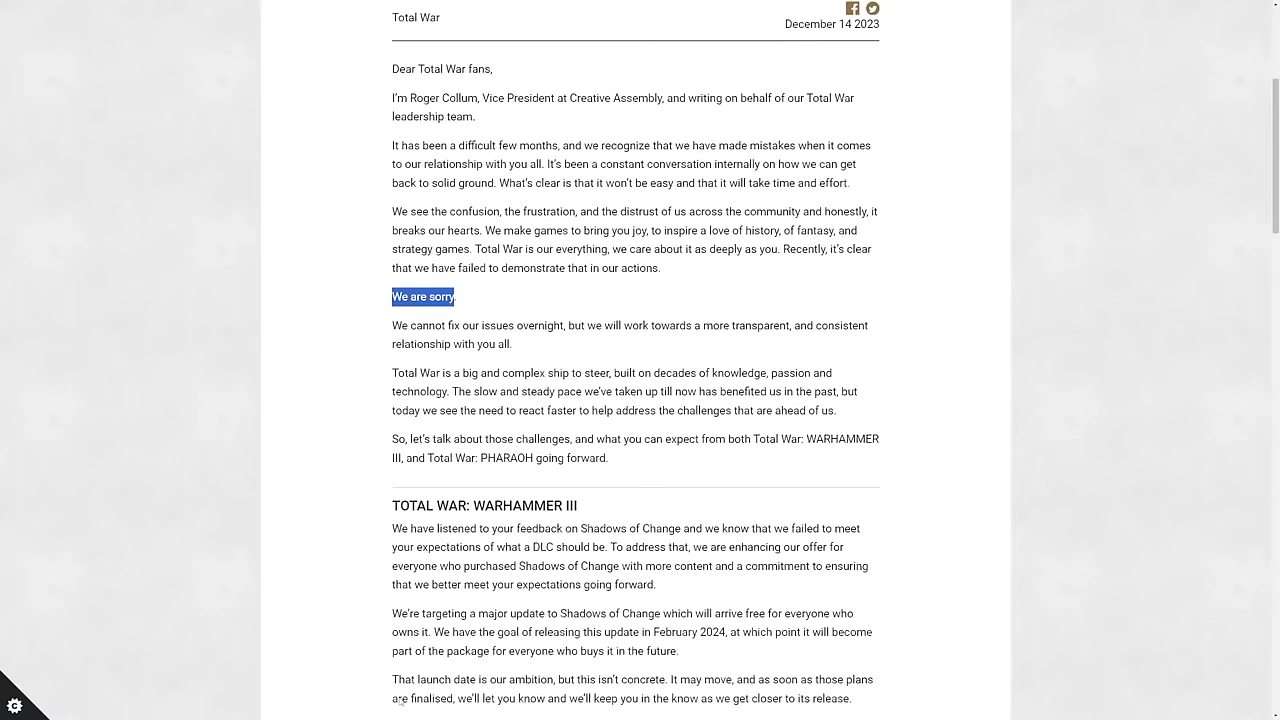 Total War
December 14 2023
Dear Total War fans,
I'm Roger Collum, Vice President at Creative Assembly, and writing on behalf of our Total War
leadership team.
It has been a difficult few months, and we recognize that we have made mistakes when it comes
to our relationship with you all. It's been a constant conversation internally on how we can get
back to solid ground. What's clear is that it won't be easy and that it will take time and effort.
We see the confusion, the frustration, and the distrust of us across the community and honestly, it
breaks our hearts. We make games to bring you joy, to inspire a love of history, of fantasy, and
strategy games. Total War is our everything, we care about it as deeply as you. Recently, it's clear
that we have failed to demonstrate that in our actions.
We are sorry.
We cannot fix our issues overnight, but we will work towards a more transparent, and consistent
relationship with you all.
Total War is a big and complex ship to steer, built on decades of knowledge, passion and
technology. The slow and steady pace we've taken up till now has benefited us in the past, but
today we see the need to react faster to help address the challenges that are ahead of us.
So, let's talk about those challenges, and what you can expect from both Total War: WARHAMMER
III, and Total War: PHARAOH going forward.
TOTAL WAR: WARHAMMER III
We have listened to your feedback on Shadows of Change and we know that we failed to meet
your expectations of what a DLC should be. To address that, we are enhancing our offer for
everyone who purchased Shadows of Change with more content and a commitment to ensuring
that we better meet your expectations going forward.
We're targeting a major update to Shadows of Change which will arrive free for everyone who
owns it. We have the goal of releasing this update in February 2024, at which point it will become
part of the package for everyone who buys it in the future.
That launch date is our ambition, but this isn't concrete. It may move, and as soon as those plans
are finalised, we'll let you know and we'll keep you in the know as we get closer to its release.